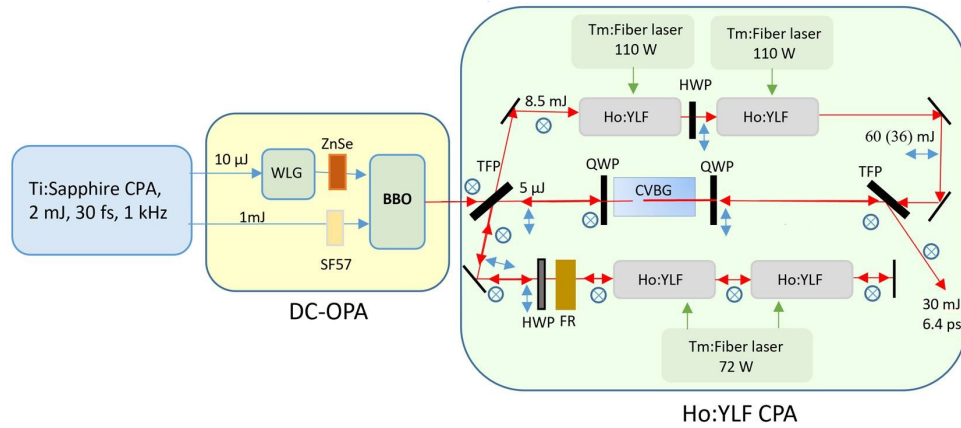 Ti:Sapphire CPA,
2 mJ, 30 fs, 1 kHz
10 μJ
1mJ
WLG
ZnSe
SF57
BBO
DC-OPA
Tm:Fiber laser
110 W
Tm:Fiber laser
110 W
8.5 mJ
Ho:YLF
HWP
Ho:YLF
60 (36) mJ
TFP
5 μJ
QWP
CVBG
QWP
TFP
HWP
FR
Ho:YLF
Ho:YLF
30 mJ
6.4 ps
Tm:Fiber laser
72 W
Ho:YLF CPA